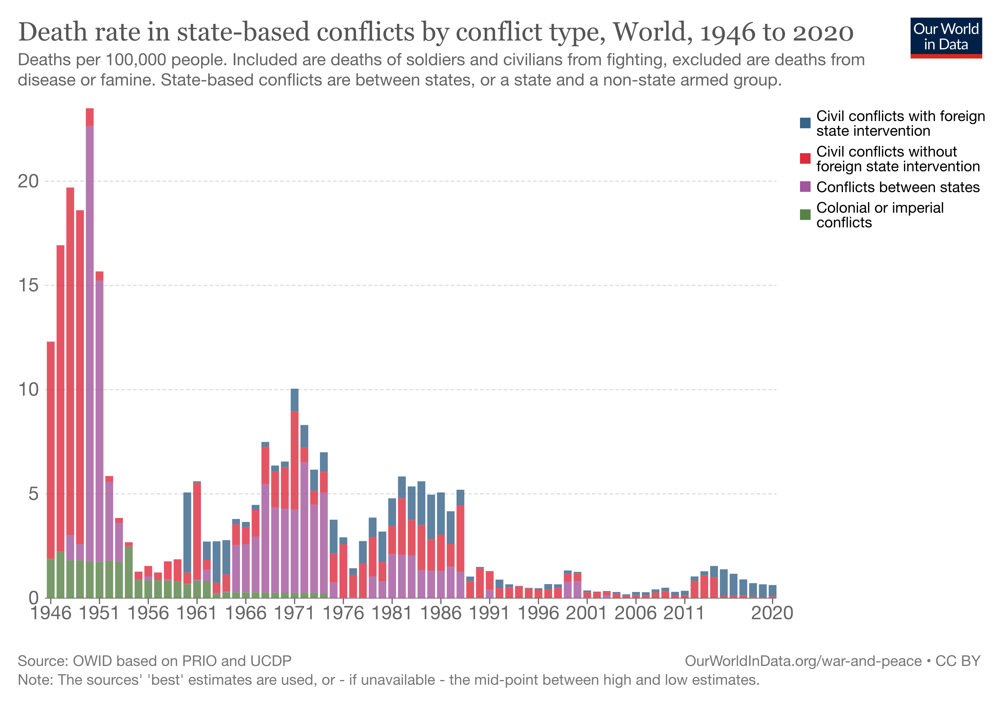 Death rate in state-based conflicts by conflict type, World, 1946 to 2020
Our World
in Data
Deaths per 100,000 people. Included are deaths of soldiers and civilians from fighting, excluded are deaths from
disease or famine. State-based conflicts are between states, or a state and a non-state armed group.
Civil conflicts with foreign
state intervention
Civil conflicts without
foreign state intervention
Conflicts between states
Colonial or imperial
conflicts
20
15
10
5
0
1946 1951 1956 1961 1966 1971 1976 1981 1986 1991 1996 2001 2006 2011 2020
Source: OWID based on PRIO and UCDP
OurWorldInData.org/war-and-peace • CC BY
Note: The sources' 'best' estimates are used, or - if unavailable - the mid-point between high and low estimates.